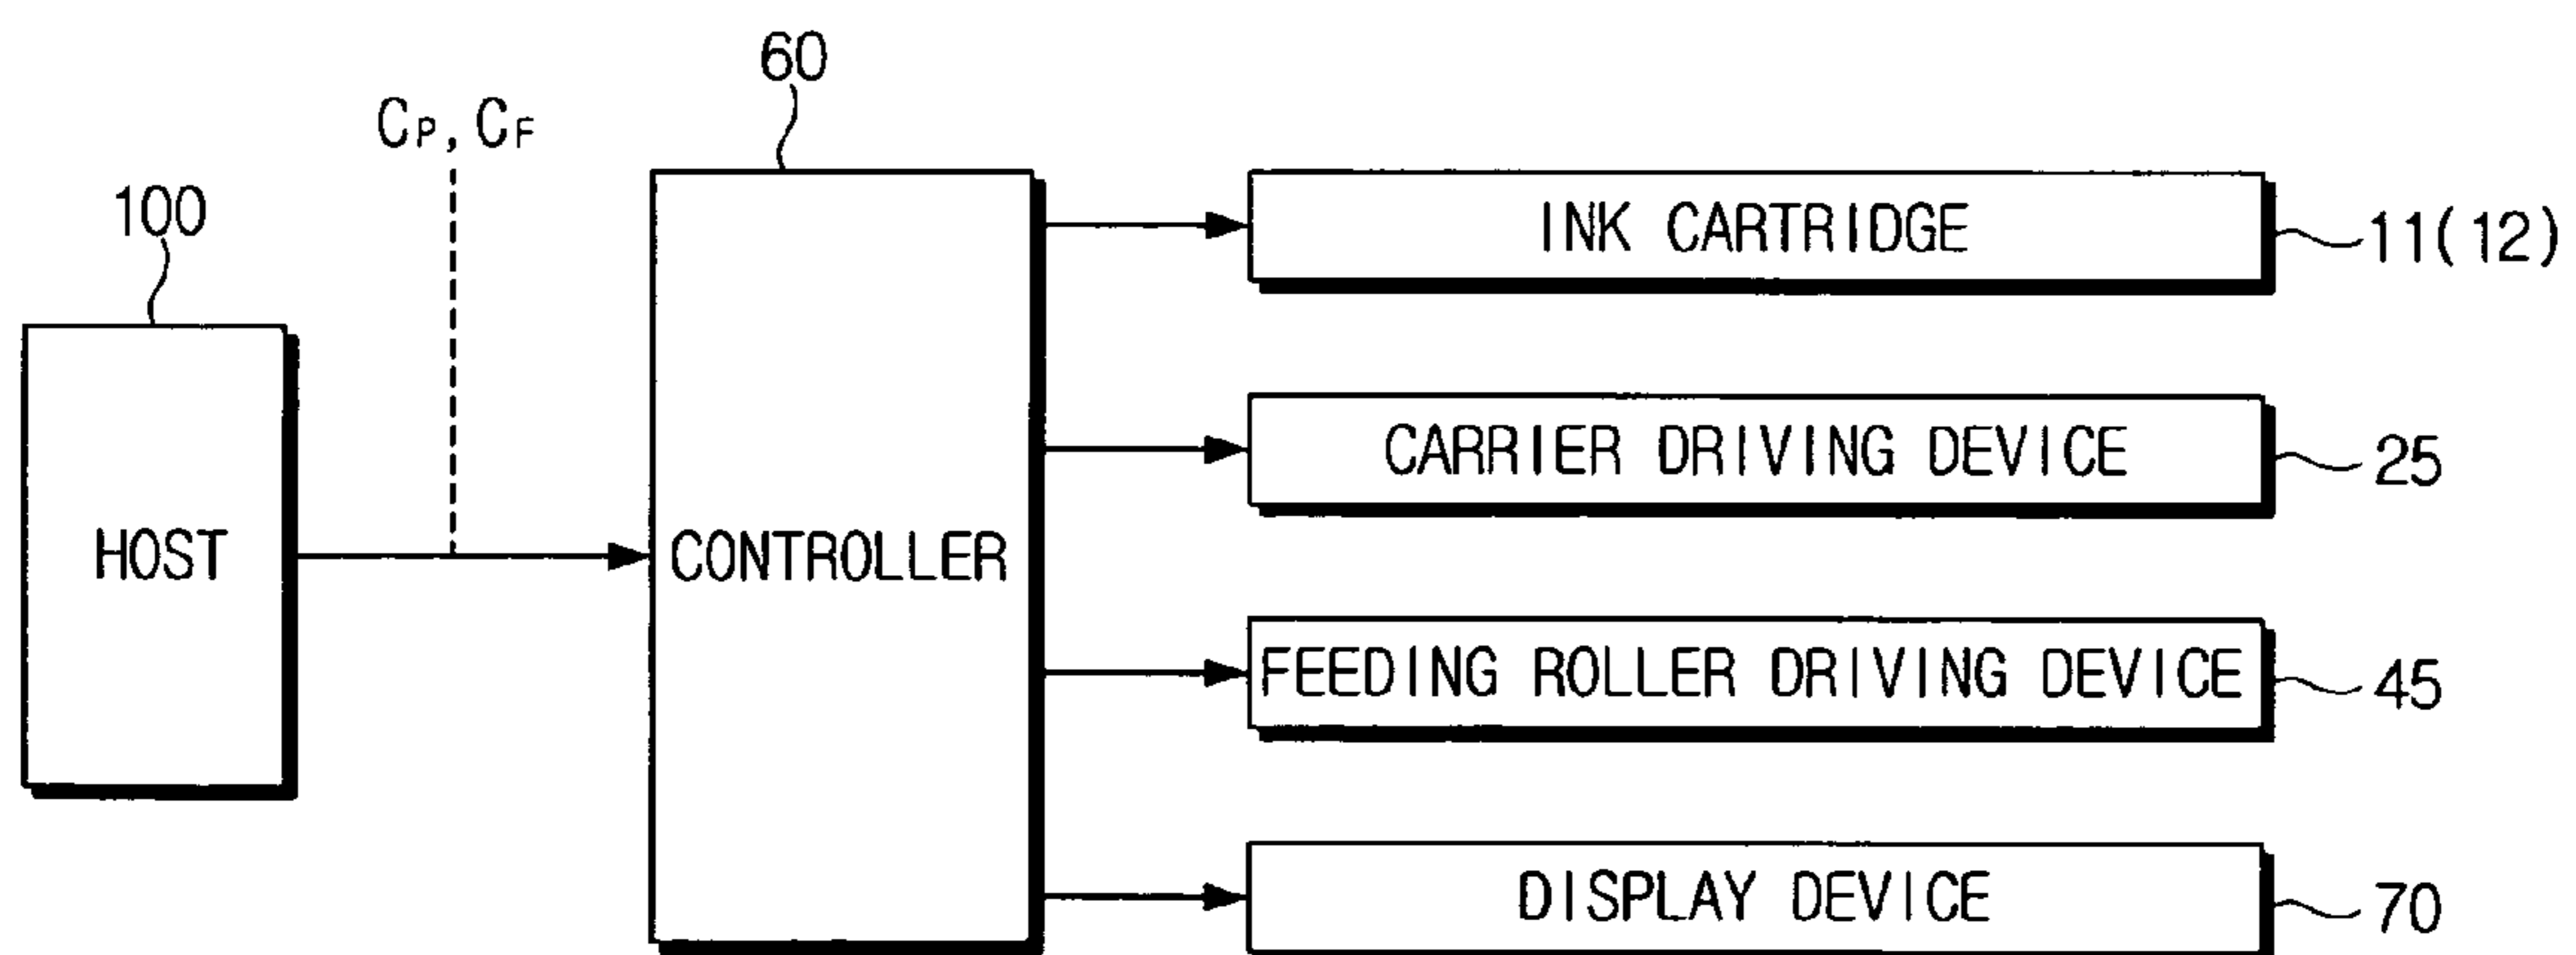 60
CP, CF
100
INK CARTRIDGE
11(12)
HOST
CONTROLLER
CARRIER DRIVING DEVICE
25
FEEDING ROLLER DRIVING DEVICE
45
DISPLAY DEVICE
70